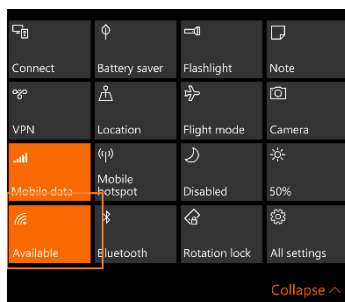 Connect Battery saver Flashlight Note
VPN Location Flight mode Camera
Mobile data Mobile hotspot Disabled 50%
Available Bluetooth Rotation lock All settings
Collapse